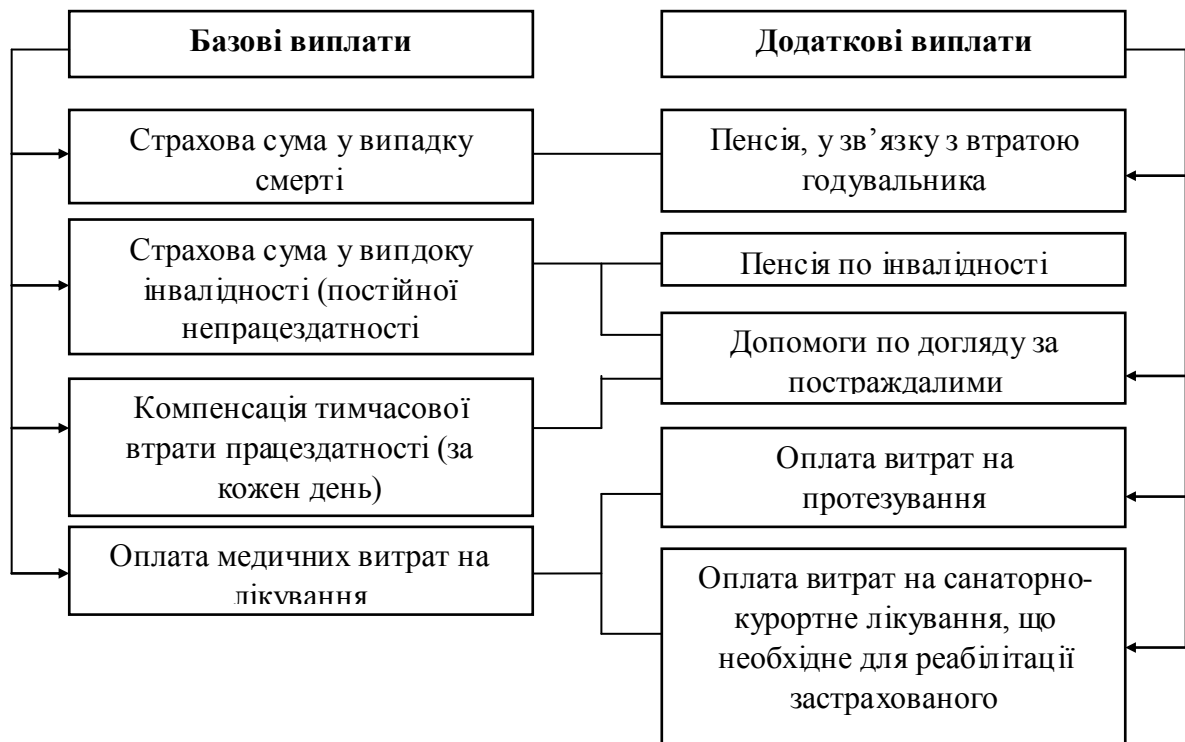 Базові виплати
Додаткові виплати
Страхова сума у випадку
смерті
Пенсія, у зв’язку з втратою
годувальника
Страхова сума у випдоку
інвалідності (постійної
непрацездатності
Пенсія по інвалідності
Допомоги по догляду за
постраждалими
Компенсація тимчасової
втрати працездатності (за
кожен день)
Оплата витрат на
протезування
Оплата медичних витрат на
лікування
Оплата витрат на санаторно-
курортне лікування, що
необхідне для реабілітації
застрахованого